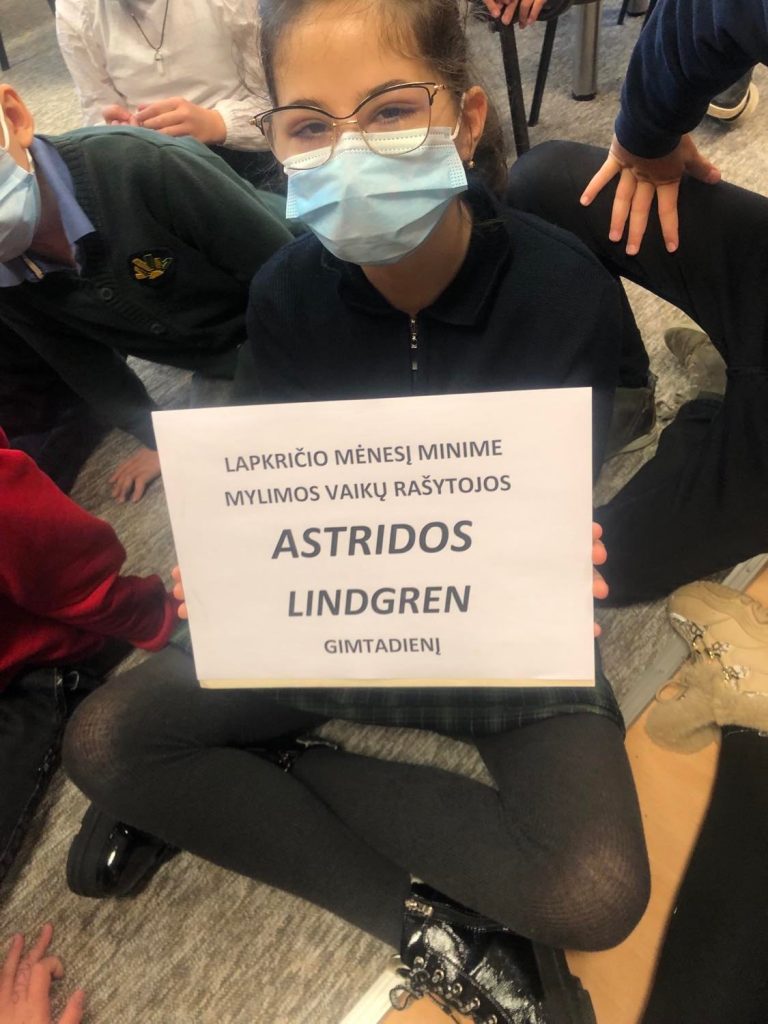 LAPKRIČIO MĖNESĮ MINIME
MYLIMOS VAIKŲ RAŠYTOJOS
ASTRIDOS
LINDGREN
GIMTADIENĮ